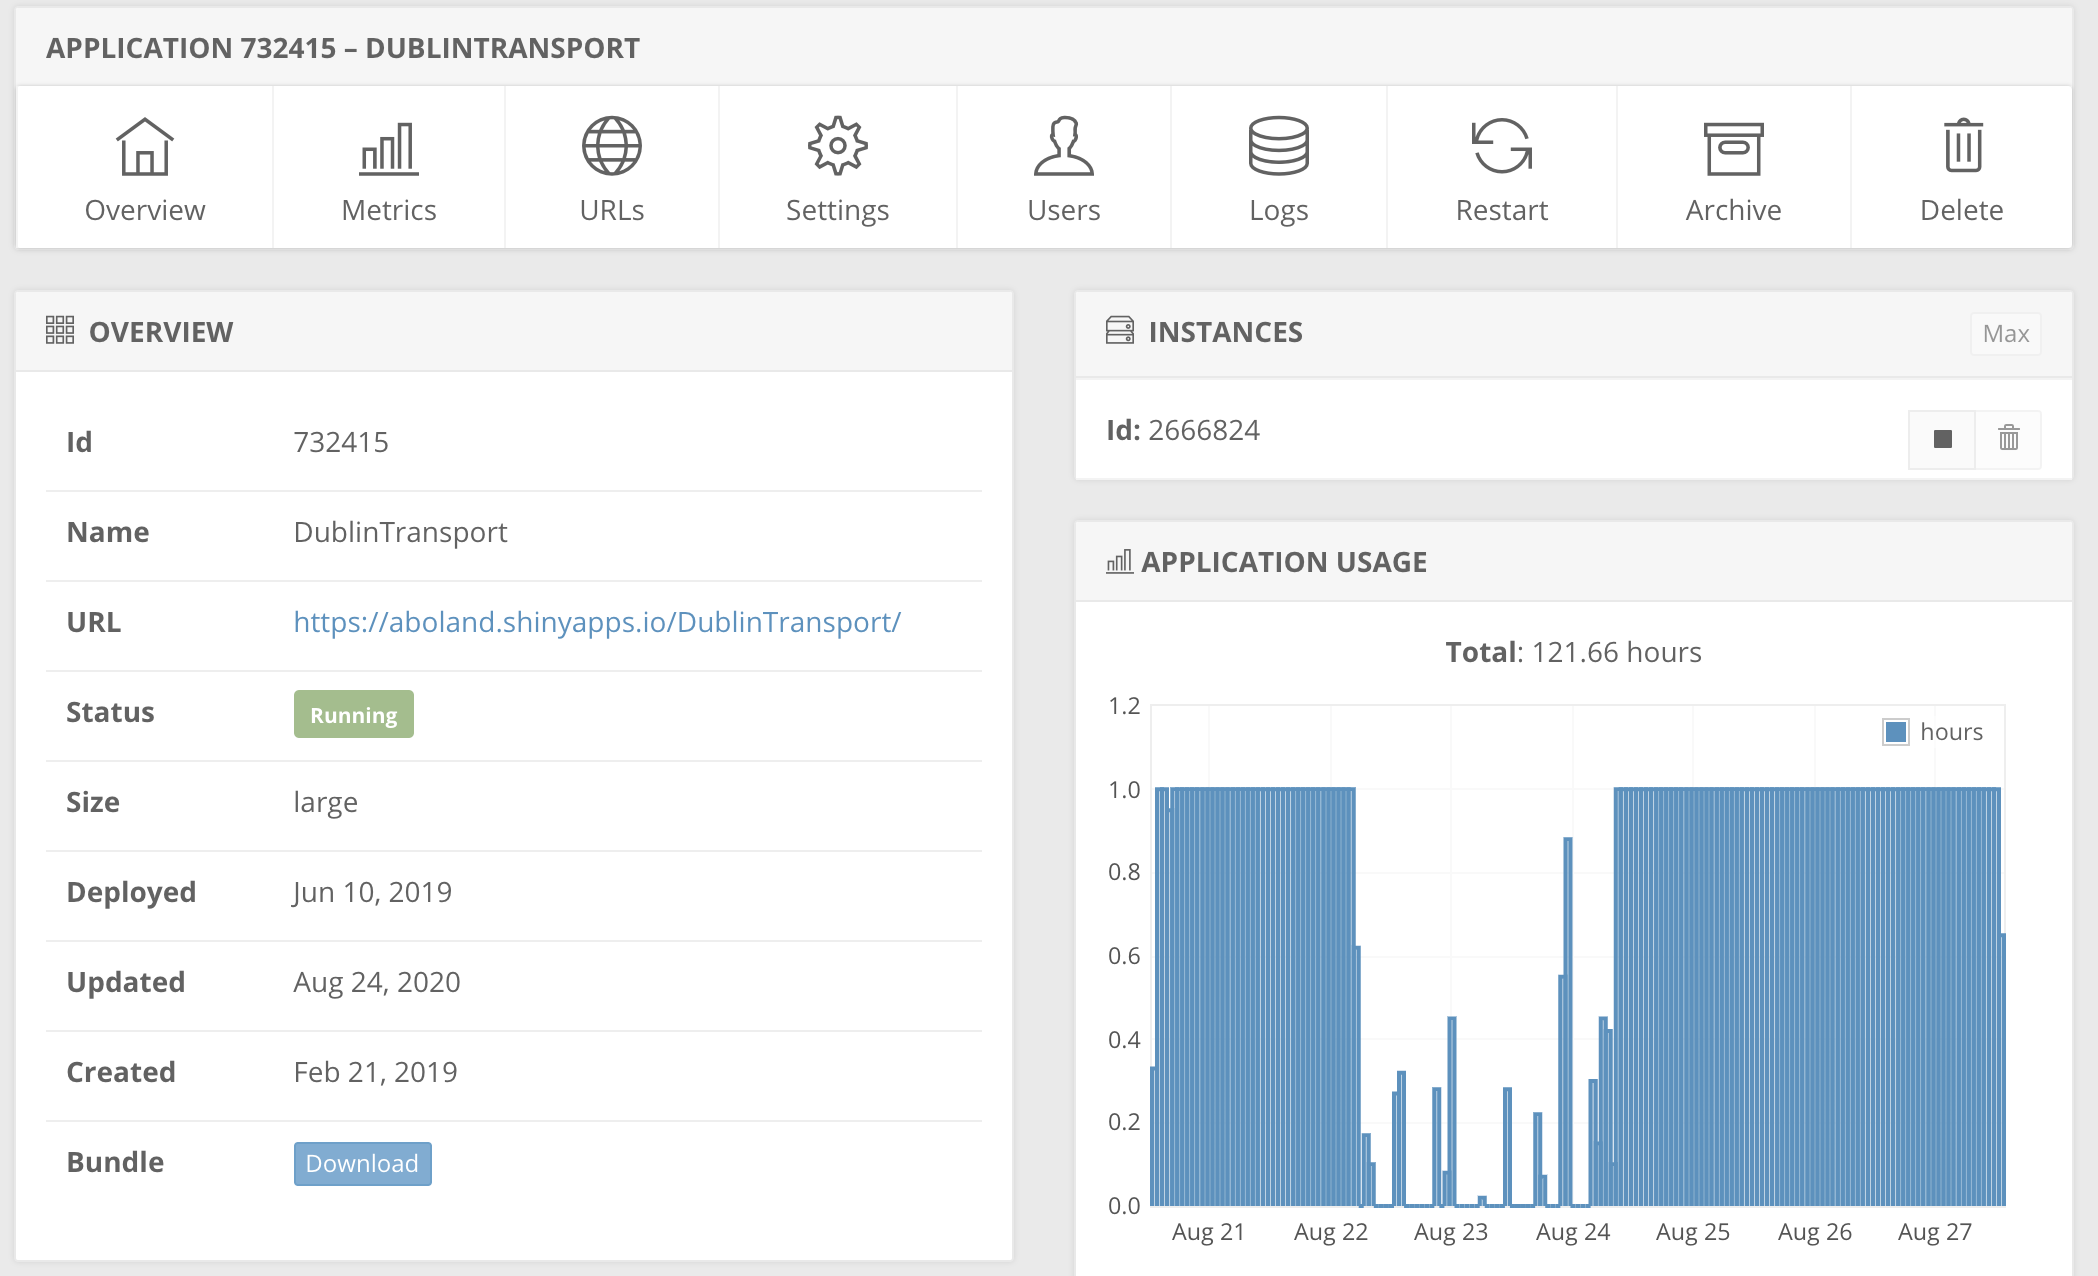 APPLICATION 732415 – DUBLINTRANSPORT
Overview
Metrics
URLs
Settings
Users
Logs
Restart
Archive
Delete
OVERVIEW
Id 732415
Name DublinTransport
URL https://aboland.shinyapps.io/DublinTransport/
Status Running
Size large
Deployed Jun 10, 2019
Updated Aug 24, 2020
Created Feb 21, 2019
Bundle Download
INSTANCES Max
Id: 2666824
APPLICATION USAGE
Total: 121.66 hours
hours
1.2
1.0
0.8
0.6
0.4
0.2
0.0
Aug 21 Aug 22 Aug 23 Aug 24 Aug 25 Aug 26 Aug 27